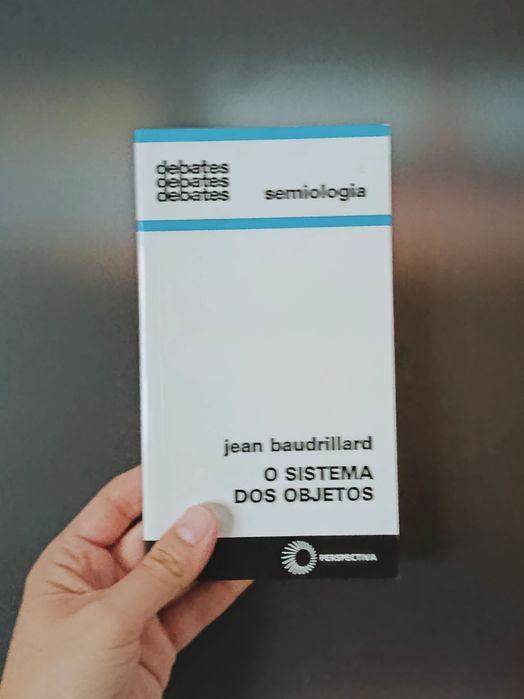 debates
debates
debates
semiologia
jean baudrillard
O SISTEMA
DOS OBJETOS
PERSPECTIVA